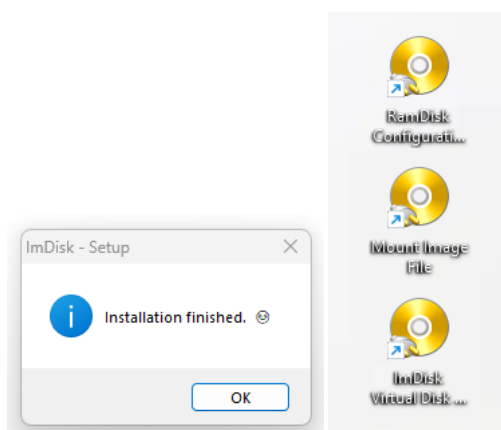 ImDisk - Setup
Installation finished. ☺
OK
RamDisk
Configurati...
Mount Image
File
ImDisk
Virtual Disk ...